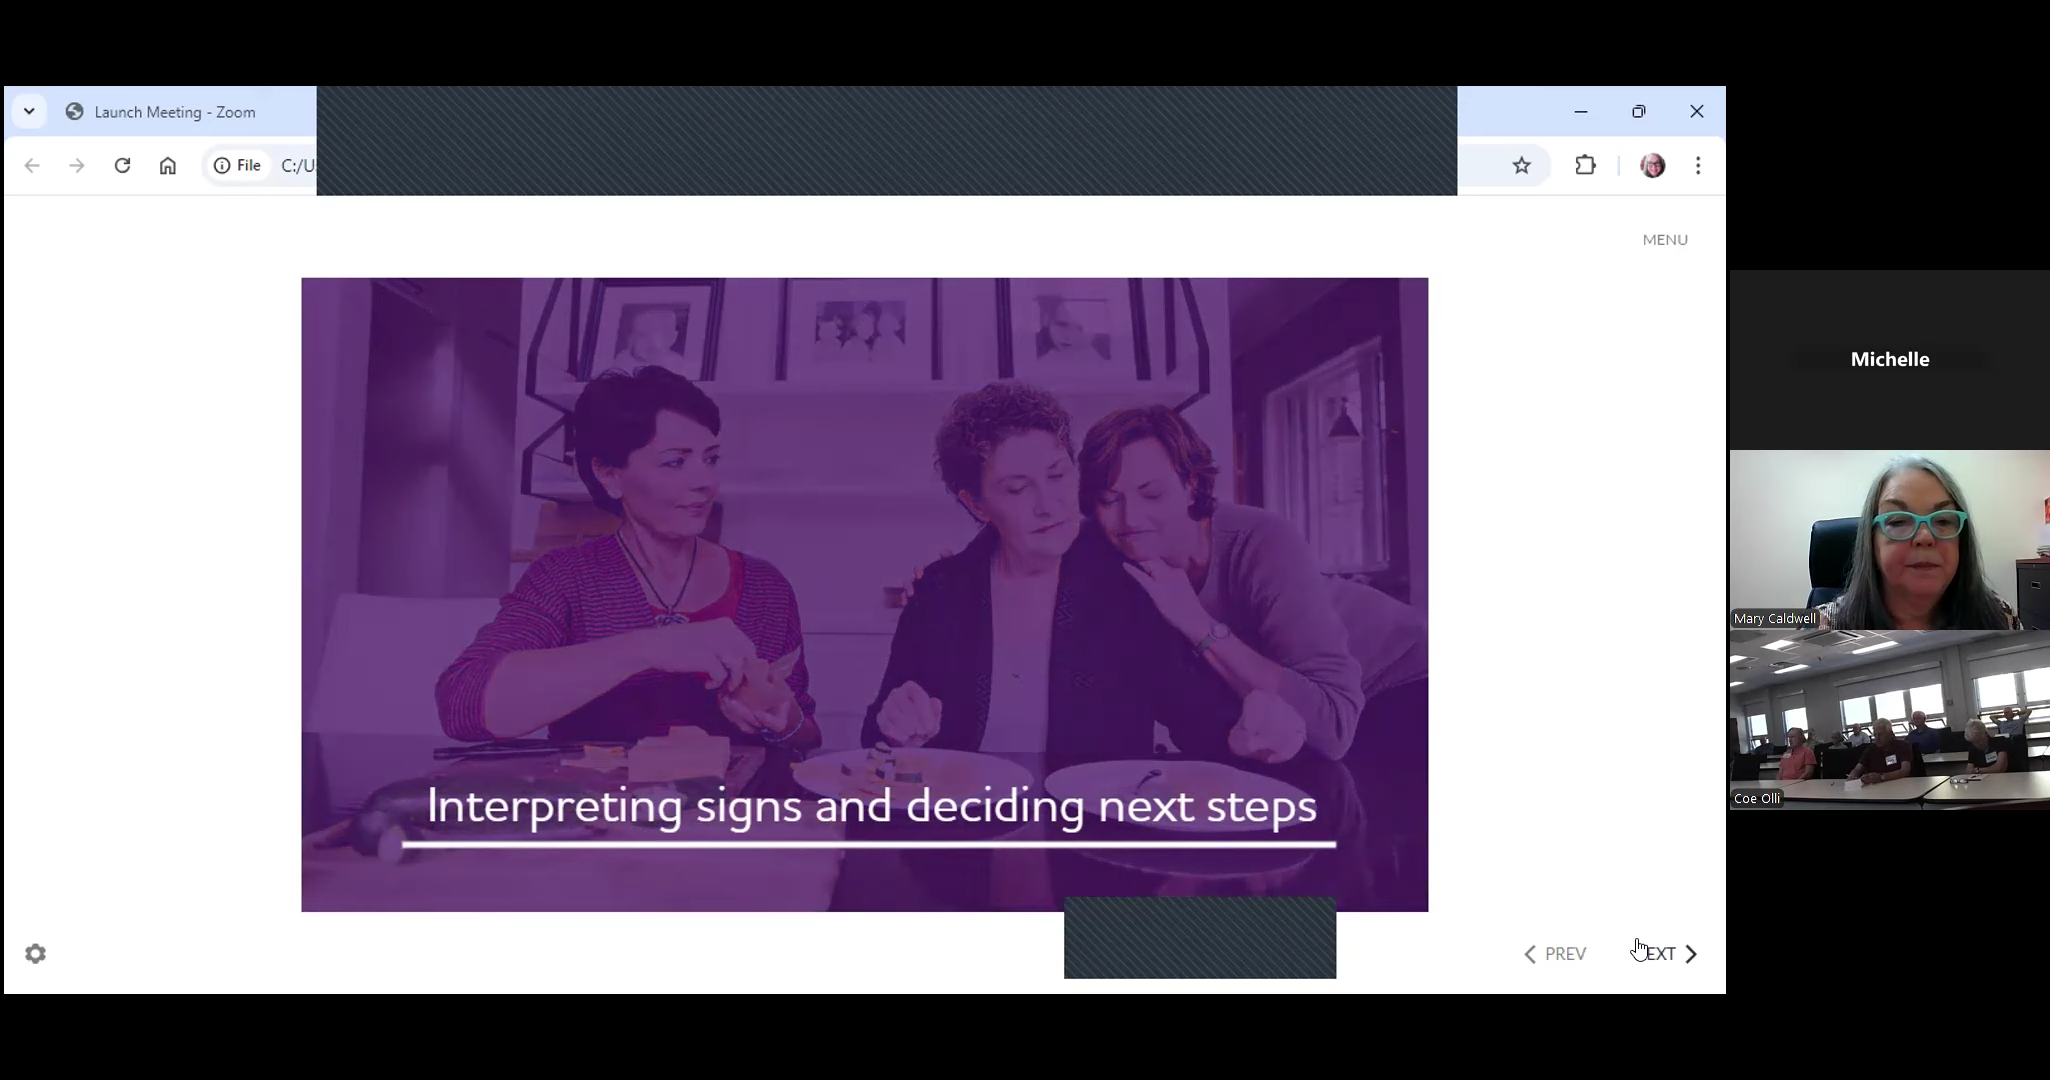 Launch Meeting - Zoom
File
C:/U
MENU
Michelle
Mary Caldwell
Interpreting signs and deciding next steps
Coe Olli
PREV
EXT